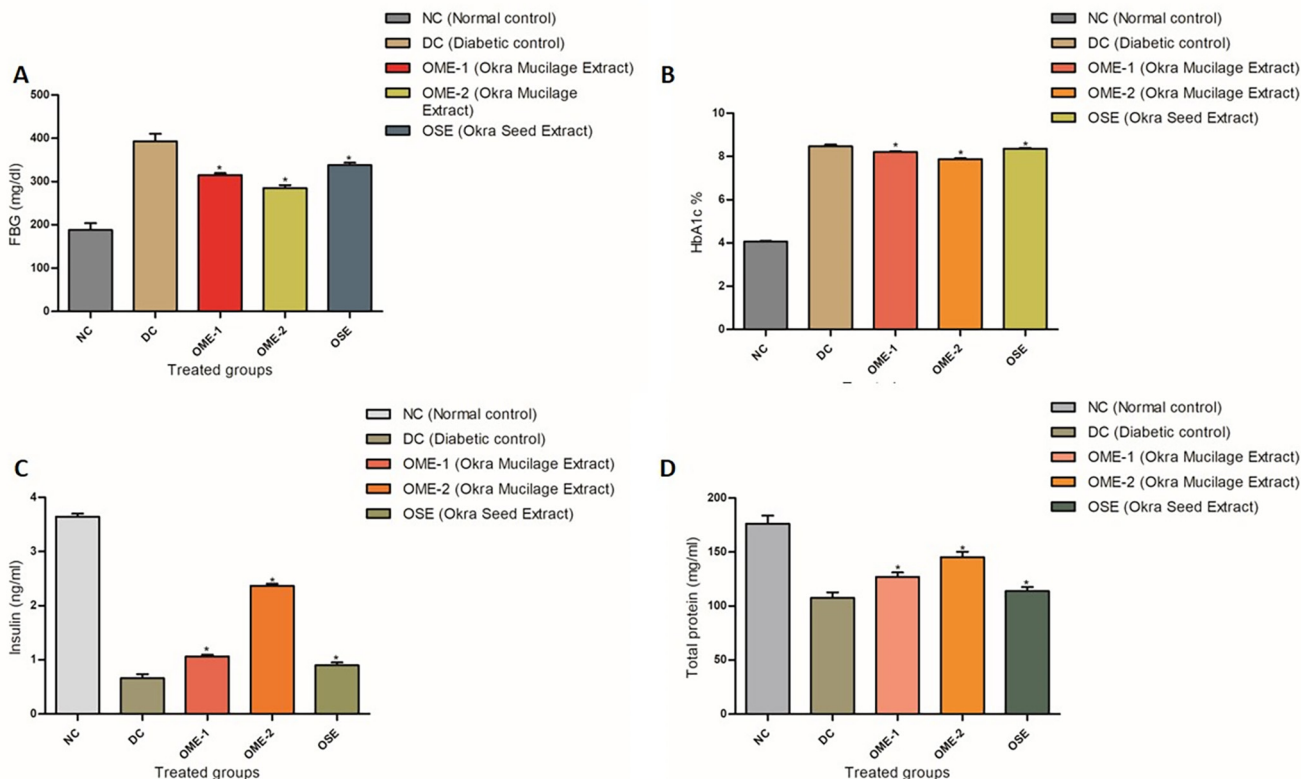 A
NC (Normal control)
DC (Diabetic control)
OME-1 (Okra Mucilage Extract)
OME-2 (Okra Mucilage
Extract)
OSE (Okra Seed Extract)
FBG (mg/dl)
500
400
300
200
100
0
*
*
*
NC
DC
OME-1
OME-2
OSE
Treated groups
B
NC (Normal control)
DC (Diabetic control)
OME-1 (Okra Mucilage Extract)
OME-2 (Okra Mucilage Extract)
OSE (Okra Seed Extract)
HbA1c %
10
8
6
4
2
0
*
*
*
NC
DC
OME-1
OME-2
OSE
C
NC (Normal control)
DC (Diabetic control)
OME-1 (Okra Mucilage Extract)
OME-2 (Okra Mucilage Extract)
OSE (Okra Seed Extract)
Insulin (ng/ml)
4
3
2
1
0
*
*
*
NC
DC
OME-1
OME-2
OSE
Treated groups
D
NC (Normal control)
DC (Diabetic control)
OME-1 (Okra Mucilage Extract)
OME-2 (Okra Mucilage Extract)
OSE (Okra Seed Extract)
Total protein (mg/ml)
200
150
100
50
0
*
*
*
NC
DC
OME-1
OME-2
OSE
Treated groups